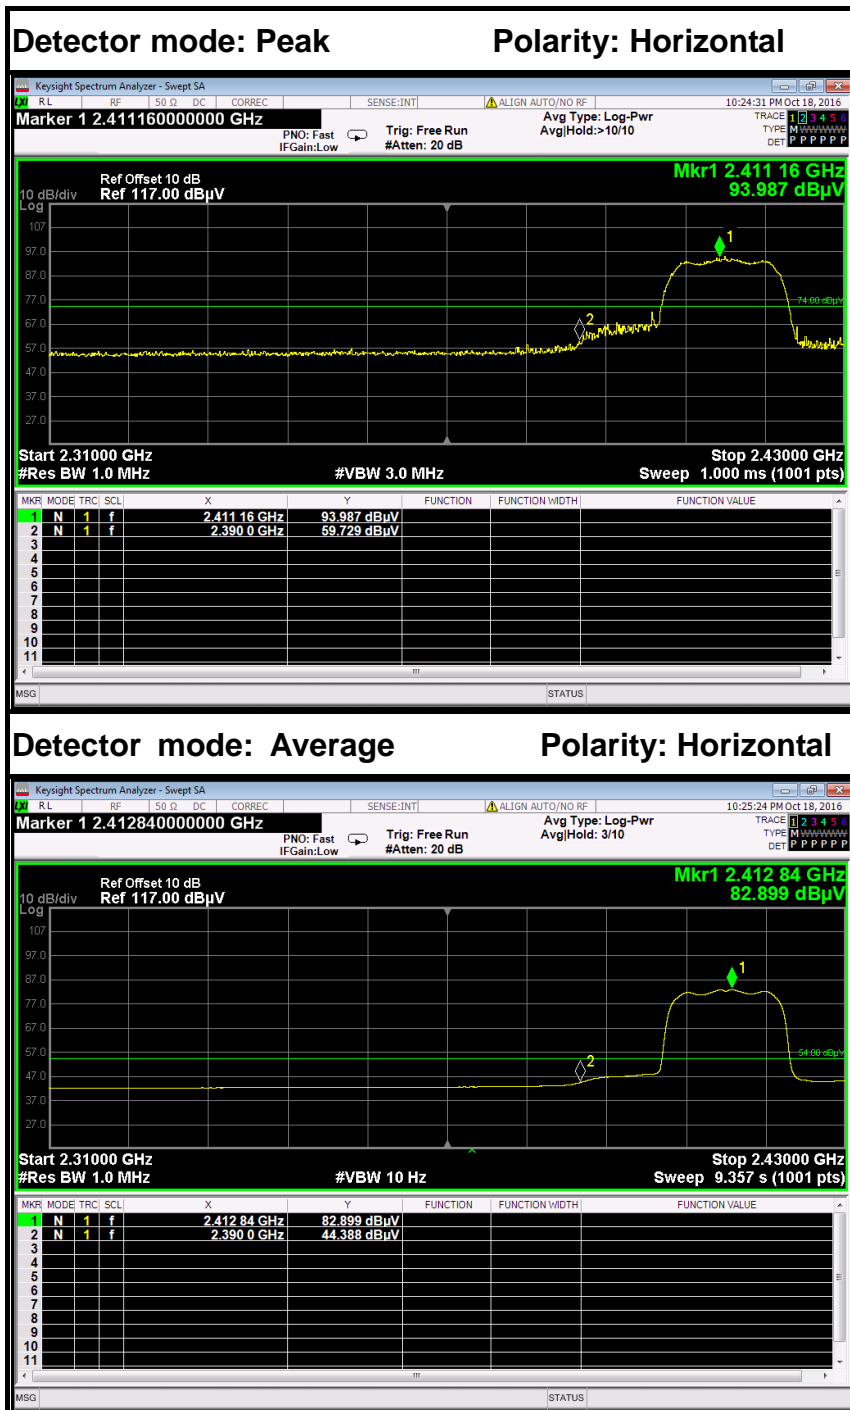 Detector mode: Peak Polarity: Horizontal
Keysight Spectrum Analyzer - Swept SA
LXI RL RF 50 Ω DC CORREC SENSE:INT ALIGN AUTO/NO RF 10:24:31 PM Oct 18, 2016
Marker 1 2.411160000000 GHz
PNO: Fast
IFGain:Low
Trig: Free Run
#Atten: 20 dB
Avg Type: Log-Pwr
Avg|Hold:>10/10
TRACE 1 2 3 4 5 6
TYPE M W W W W W
DET P P P P P P
Mkr1 2.411 16 GHz
93.987 dBµV
Ref Offset 10 dB
10 dB/div Ref 117.00 dBµV
Log
107
97.0
87.0
77.0
67.0
57.0
47.0
37.0
27.0
1
2
74.00 dBµV
Start 2.31000 GHz Stop 2.43000 GHz
#Res BW 1.0 MHz #VBW 3.0 MHz Sweep 1.000 ms (1001 pts)
MKR MODE TRC SCL X Y FUNCTION FUNCTION WIDTH FUNCTION VALUE
1 N 1 f 2.411 16 GHz 93.987 dBµV
2 N 1 f 2.390 0 GHz 59.729 dBµV
3
4
5
6
7
8
9
10
11
MSG STATUS
Detector mode: Average Polarity: Horizontal
Keysight Spectrum Analyzer - Swept SA
LXI RL RF 50 Ω DC CORREC SENSE:INT ALIGN AUTO/NO RF 10:25:24 PM Oct 18, 2016
Marker 1 2.412840000000 GHz
PNO: Fast
IFGain:Low
Trig: Free Run
#Atten: 20 dB
Avg Type: Log-Pwr
Avg|Hold: 3/10
TRACE 1 2 3 4 5 6
TYPE M W W W W W
DET P P P P P P
Mkr1 2.412 84 GHz
82.899 dBµV
Ref Offset 10 dB
10 dB/div Ref 117.00 dBµV
Log
107
97.0
87.0
77.0
67.0
57.0
47.0
37.0
27.0
1
2
54.00 dBµV
Start 2.31000 GHz Stop 2.43000 GHz
#Res BW 1.0 MHz #VBW 10 Hz Sweep 9.357 s (1001 pts)
MKR MODE TRC SCL X Y FUNCTION FUNCTION WIDTH FUNCTION VALUE
1 N 1 f 2.412 84 GHz 82.899 dBµV
2 N 1 f 2.390 0 GHz 44.388 dBµV
3
4
5
6
7
8
9
10
11
MSG STATUS